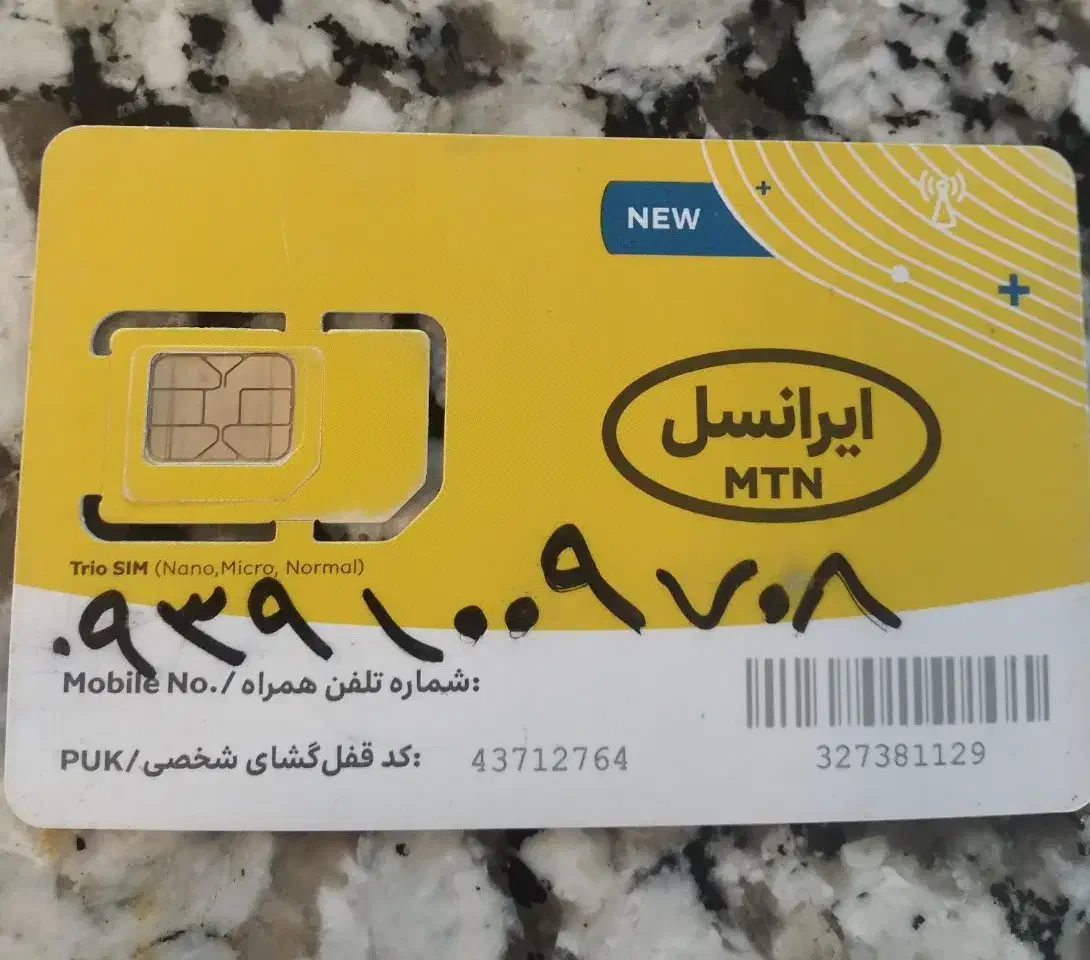 NEW
ایرانسل
MTN
Trio SIM (Nano,Micro, Normal)
۰۹۳۹۱۰۰۹۷۰۸
Mobile No./شماره تلفن همراه:
PUK/کد قفل‌گشای شخصی: 43712764
327381129